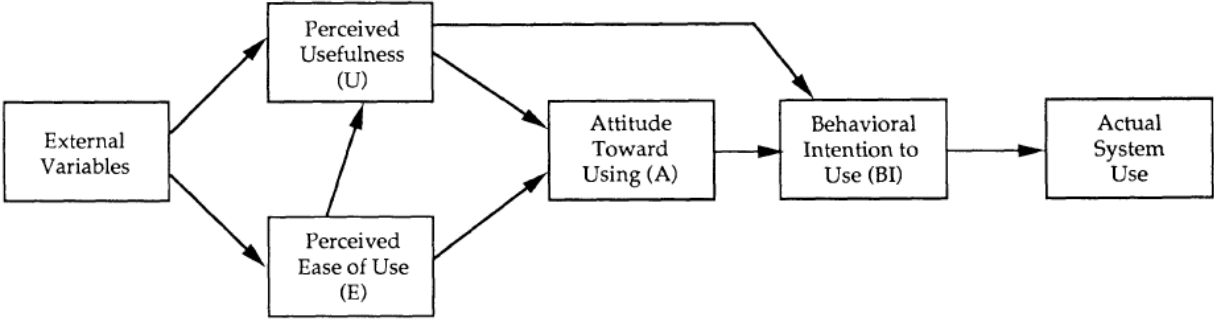 External
Variables
Perceived
Usefulness
(U)
Perceived
Ease of Use
(E)
Attitude
Toward
Using (A)
Behavioral
Intention to
Use (BI)
Actual
System
Use